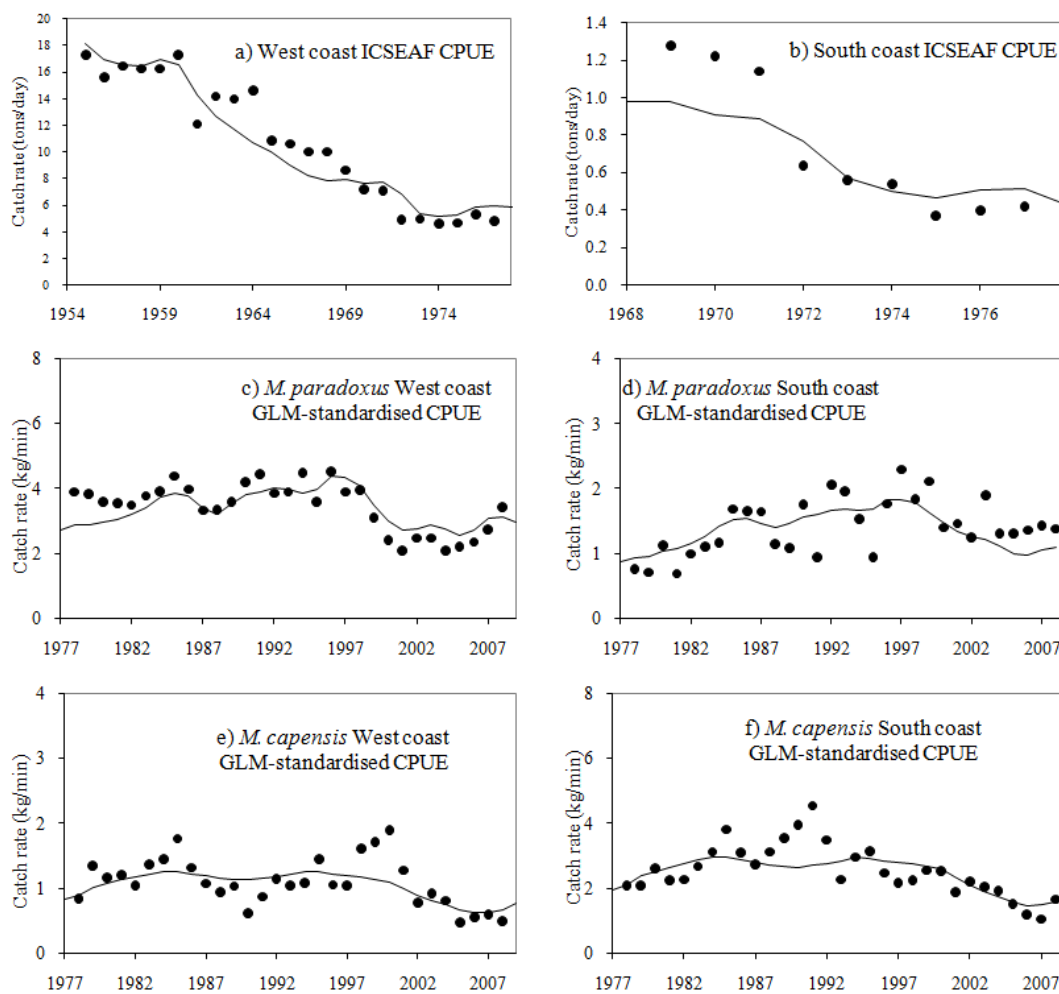 a) West coast ICSEAF CPUE
Catch rate (tons/day)
20
18
16
14
12
10
8
6
4
2
0
1954 1959 1964 1969 1974
b) South coast ICSEAF CPUE
Catch rate (tons/day)
1.4
1.2
1.0
0.8
0.6
0.4
0.2
0.0
1968 1970 1972 1974 1976
c) M. paradoxus West coast
GLM-standardised CPUE
Catch rate (kg/min)
8
6
4
2
0
1977 1982 1987 1992 1997 2002 2007
d) M. paradoxus South coast
GLM-standardised CPUE
Catch rate (kg/min)
4
3
2
1
0
1977 1982 1987 1992 1997 2002 2007
e) M. capensis West coast
GLM-standardised CPUE
Catch rate (kg/min)
4
3
2
1
0
1977 1982 1987 1992 1997 2002 2007
f) M. capensis South coast
GLM-standardised CPUE
Catch rate (kg/min)
8
6
4
2
0
1977 1982 1987 1992 1997 2002 2007